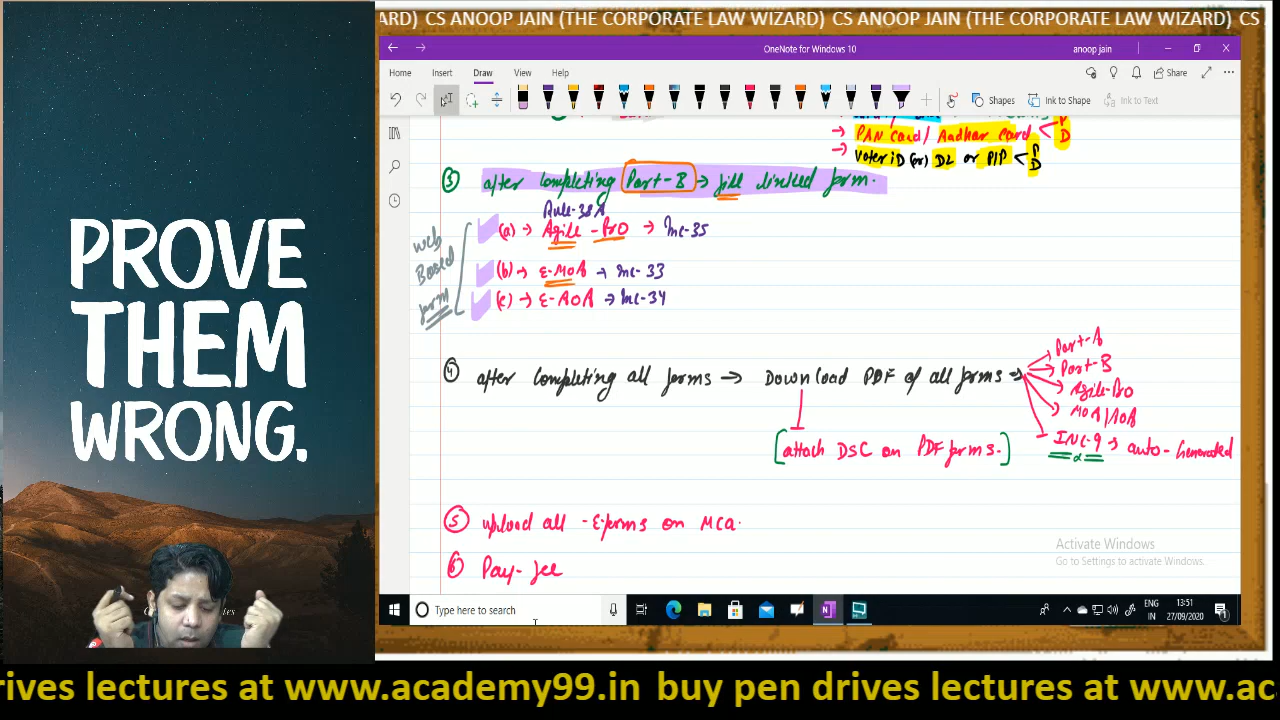 ARD) CS ANOOP JAIN (THE CORPORATE LAW WIZARD) CS ANOOP JAIN (THE CORPORATE LAW WIZARD) CS A
OneNote for Windows 10
anoop jain
Home Insert Draw View Help
Share
Shapes
Ink to Shape
Ink to Text
→ PAN Card / Aadhar Card < P D
→ Voter ID (or) DL or P/P < P D
③ after completing Part-B → fill linked form.
Rule-38A
(a) → Agile-PrO → Inc-35
(b) → E-MOA → Inc-33
(c) → E-AOA → Inc-34
web
Based
form
④ after completing all forms → Download PDF of all forms →
Part-A
Part-B
Agile-Pro
MOA/AOA
INC-9 → auto-Generated
[attach DSC on PDF forms.]
⑤ upload all - E-forms on MCA.
⑥ Pay-fee
PROVE
THEM
WRONG.
Activate Windows
Go to Settings to activate Windows.
Type here to search
ENG
IN
13:51
27/09/2020
rives lectures at www.academy99.in buy pen drives lectures at www.ac